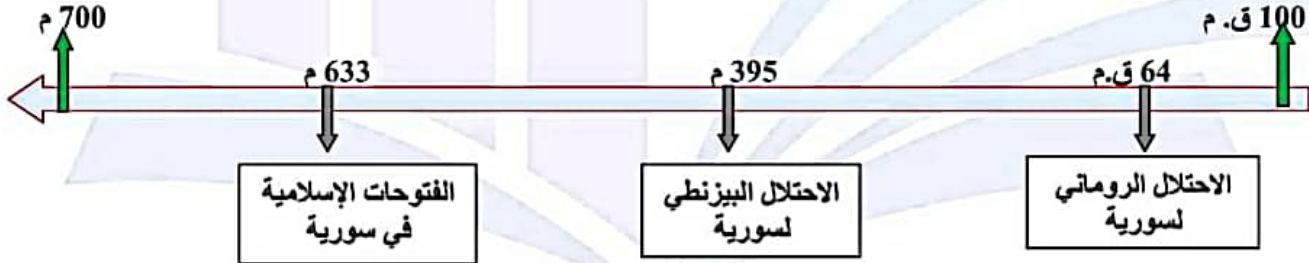 100 ق. م
64 ق.م
395 م
633 م
700 م
الاحتلال الروماني
لسورية
الاحتلال البيزنطي
لسورية
الفتوحات الإسلامية
في سورية